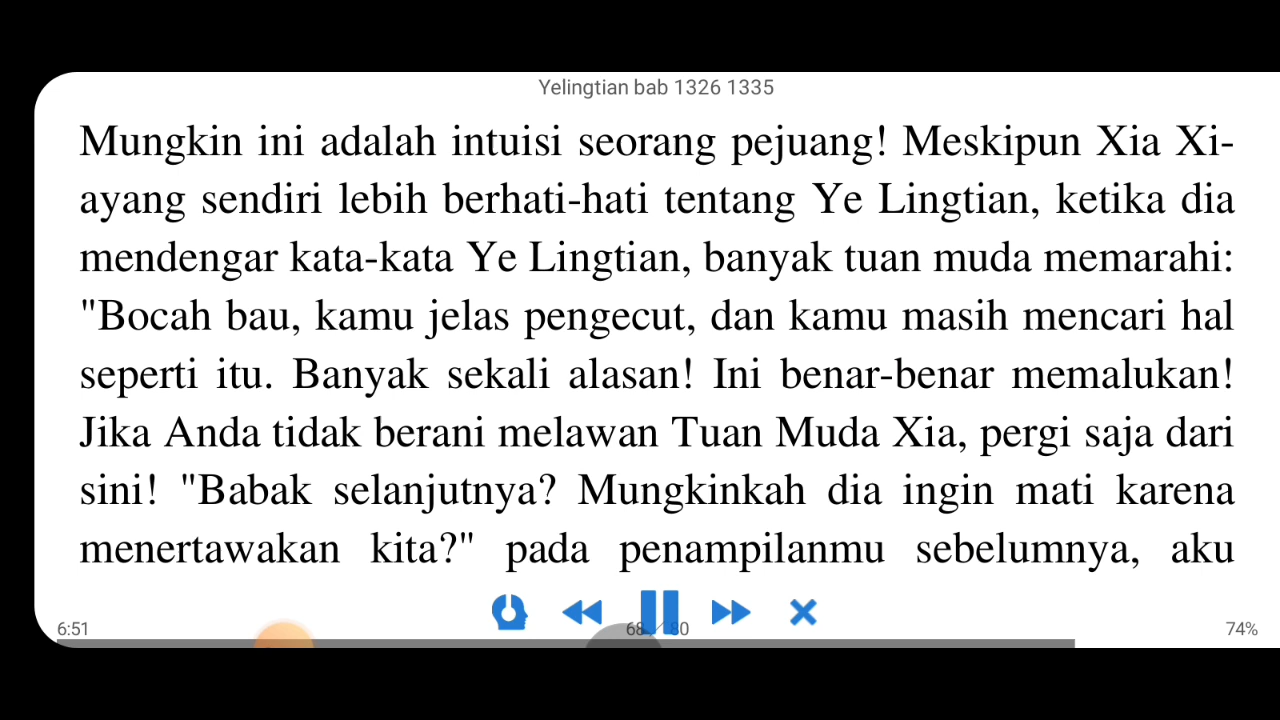 Yelingtian bab 1326 1335
Mungkin ini adalah intuisi seorang pejuang! Meskipun Xia Xi-
ayang sendiri lebih berhati-hati tentang Ye Lingtian, ketika dia
mendengar kata-kata Ye Lingtian, banyak tuan muda memarahi:
"Bocah bau, kamu jelas pengecut, dan kamu masih mencari hal
seperti itu. Banyak sekali alasan! Ini benar-benar memalukan!
Jika Anda tidak berani melawan Tuan Muda Xia, pergi saja dari
sini! "Babak selanjutnya? Mungkinkah dia ingin mati karena
menertawakan kita?" pada penampilanmu sebelumnya, aku
6:51 68 / 80 74%